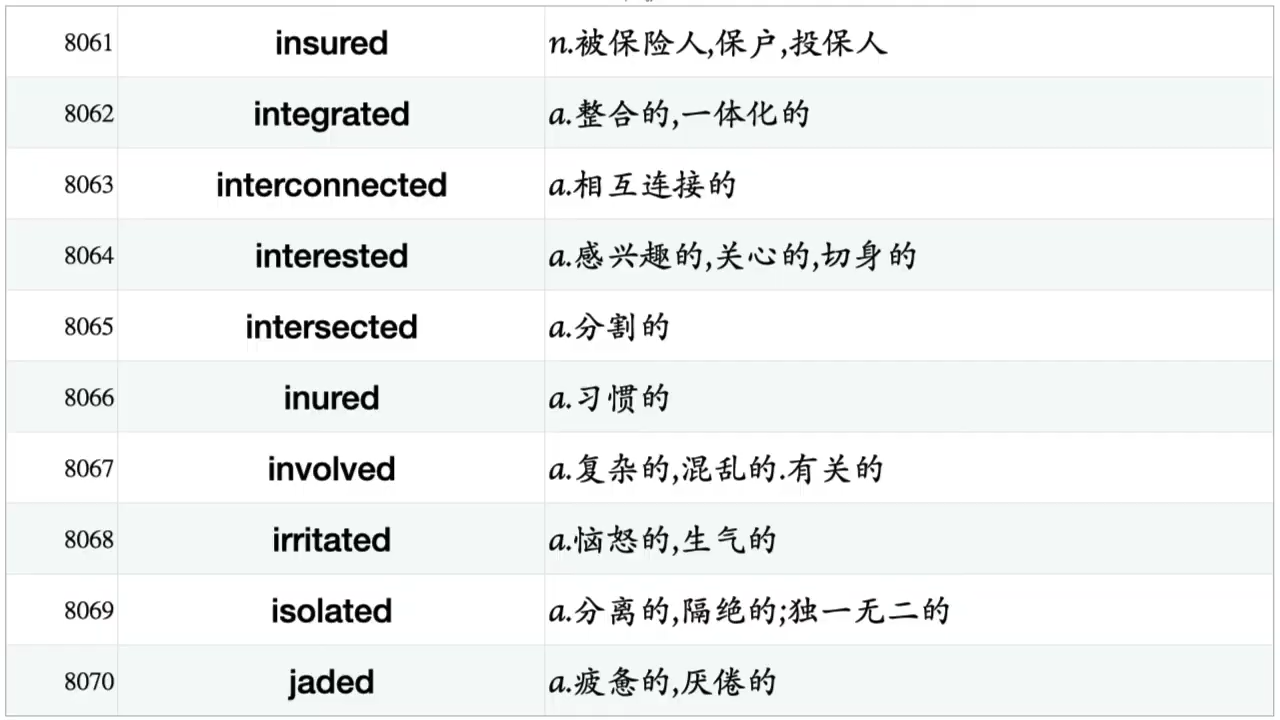 8061 insured n.被保险人,保户,投保人
8062 integrated a.整合的,一体化的
8063 interconnected a.相互连接的
8064 interested a.感兴趣的,关心的,切身的
8065 intersected a.分割的
8066 inured a.习惯的
8067 involved a.复杂的,混乱的.有关的
8068 irritated a.恼怒的,生气的
8069 isolated a.分离的,隔绝的;独一无二的
8070 jaded a.疲惫的,厌倦的